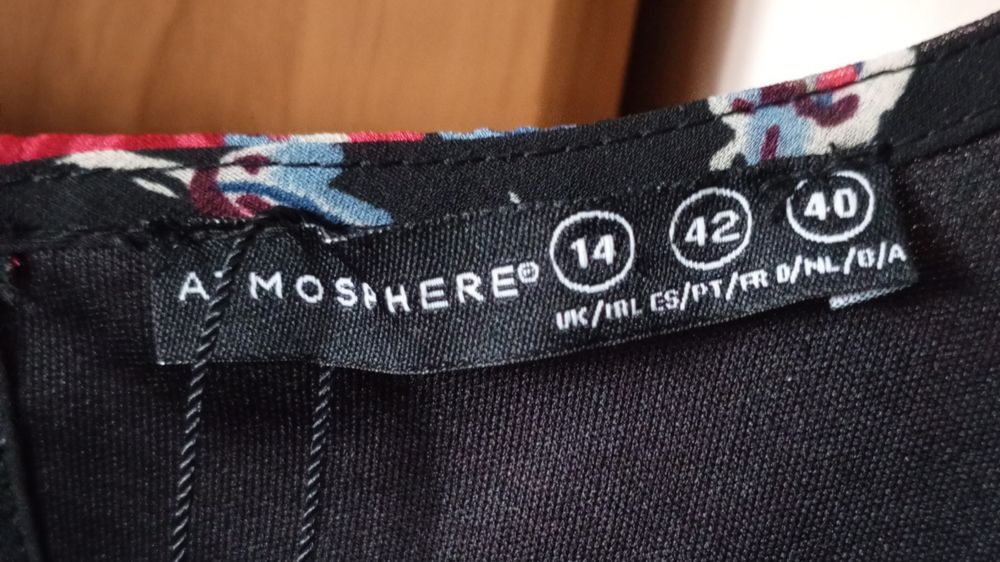 ATMOSPHERE® 14 42 40
UK/IRL ES/PT/FR D/NL/B/A